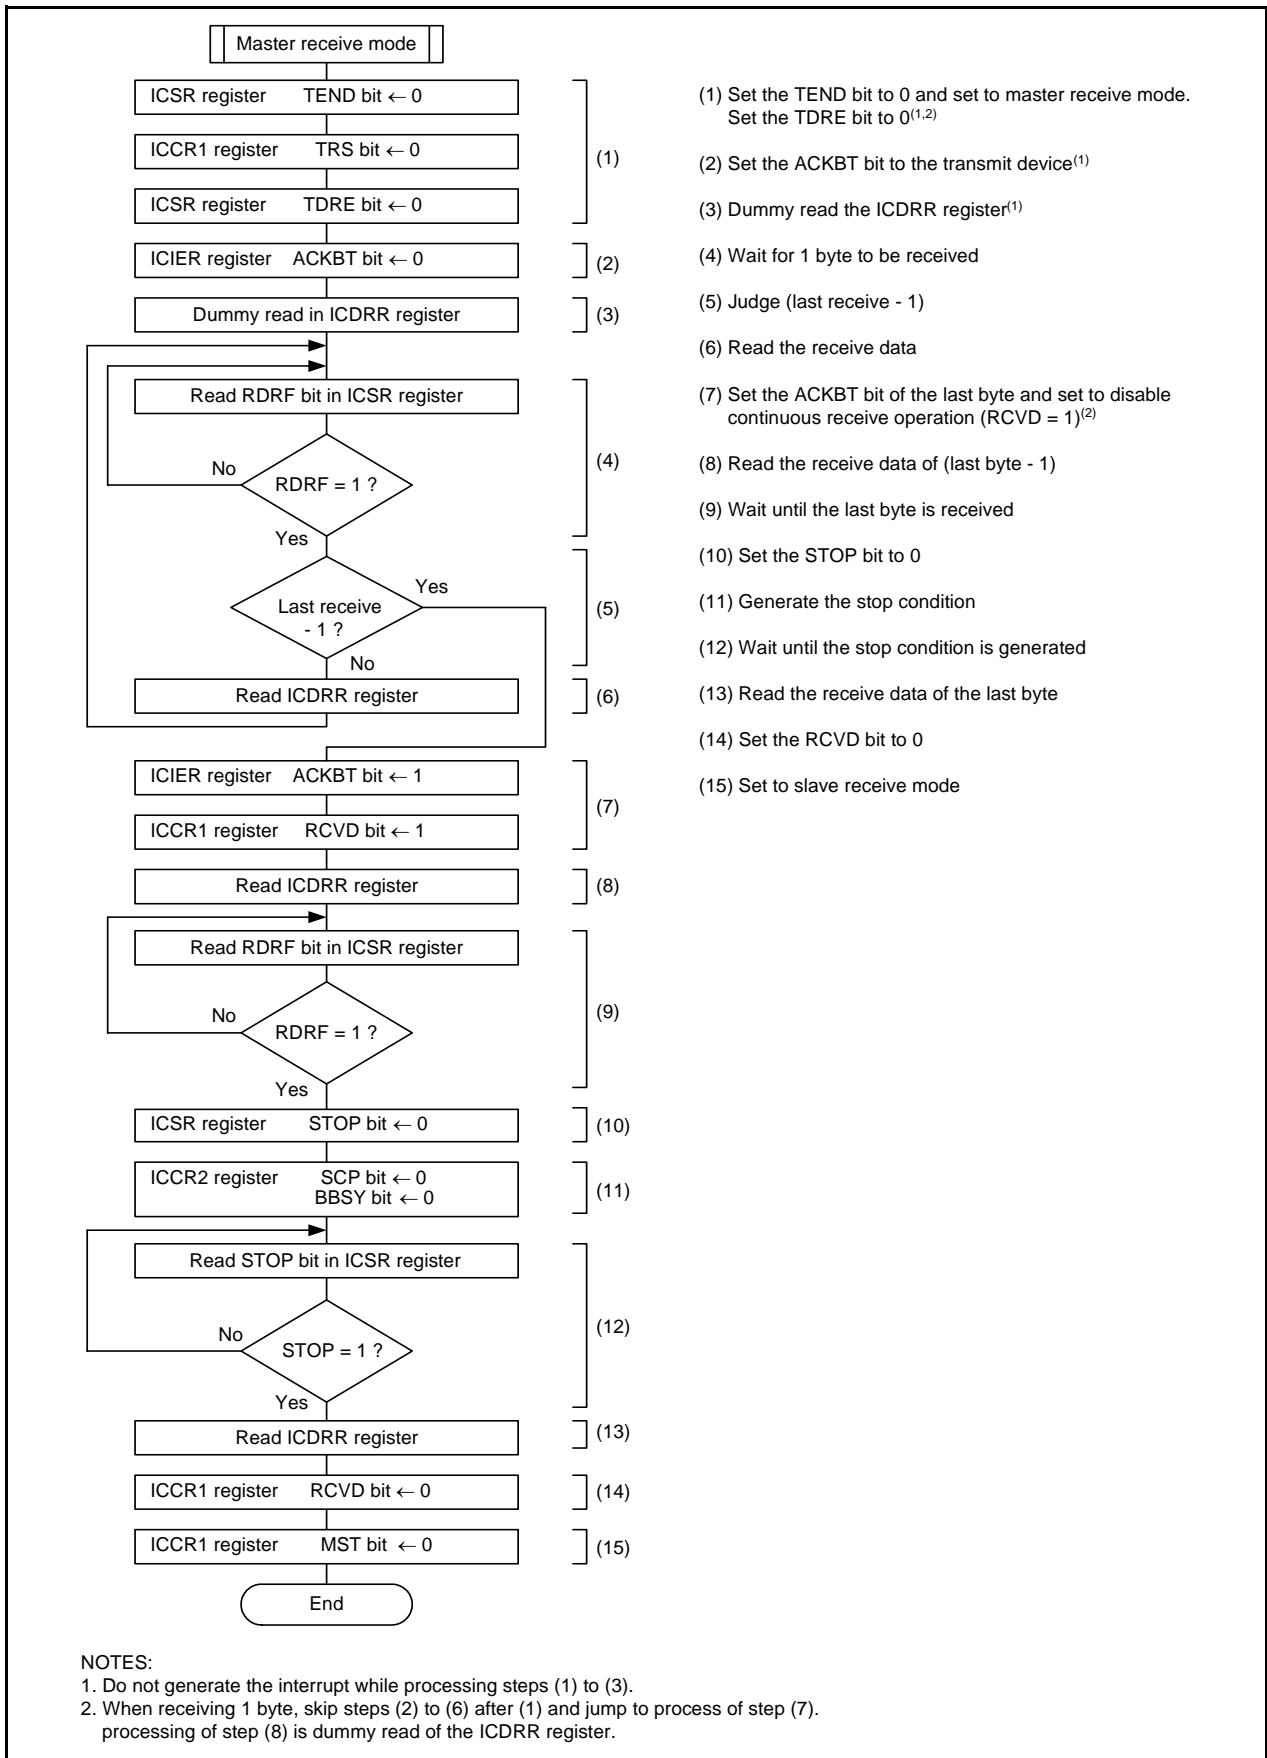 Master receive mode
ICSR register TEND bit ← 0
ICCR1 register TRS bit ← 0
ICSR register TDRE bit ← 0
(1)
ICIER register ACKBT bit ← 0
(2)
Dummy read in ICDRR register
(3)
Read RDRF bit in ICSR register
No
RDRF = 1 ?
(4)
Yes
Last receive
- 1 ?
Yes
(5)
No
Read ICDRR register
(6)
ICIER register ACKBT bit ← 1
ICCR1 register RCVD bit ← 1
(7)
Read ICDRR register
(8)
Read RDRF bit in ICSR register
No
RDRF = 1 ?
(9)
Yes
ICSR register STOP bit ← 0
(10)
ICCR2 register SCP bit ← 0
BBSY bit ← 0
(11)
Read STOP bit in ICSR register
No
STOP = 1 ?
(12)
Yes
Read ICDRR register
(13)
ICCR1 register RCVD bit ← 0
(14)
ICCR1 register MST bit ← 0
(15)
End
(1) Set the TEND bit to 0 and set to master receive mode.
Set the TDRE bit to 0(1,2)
(2) Set the ACKBT bit to the transmit device(1)
(3) Dummy read the ICDRR register(1)
(4) Wait for 1 byte to be received
(5) Judge (last receive - 1)
(6) Read the receive data
(7) Set the ACKBT bit of the last byte and set to disable
continuous receive operation (RCVD = 1)(2)
(8) Read the receive data of (last byte - 1)
(9) Wait until the last byte is received
(10) Set the STOP bit to 0
(11) Generate the stop condition
(12) Wait until the stop condition is generated
(13) Read the receive data of the last byte
(14) Set the RCVD bit to 0
(15) Set to slave receive mode
NOTES:
1. Do not generate the interrupt while processing steps (1) to (3).
2. When receiving 1 byte, skip steps (2) to (6) after (1) and jump to process of step (7).
processing of step (8) is dummy read of the ICDRR register.